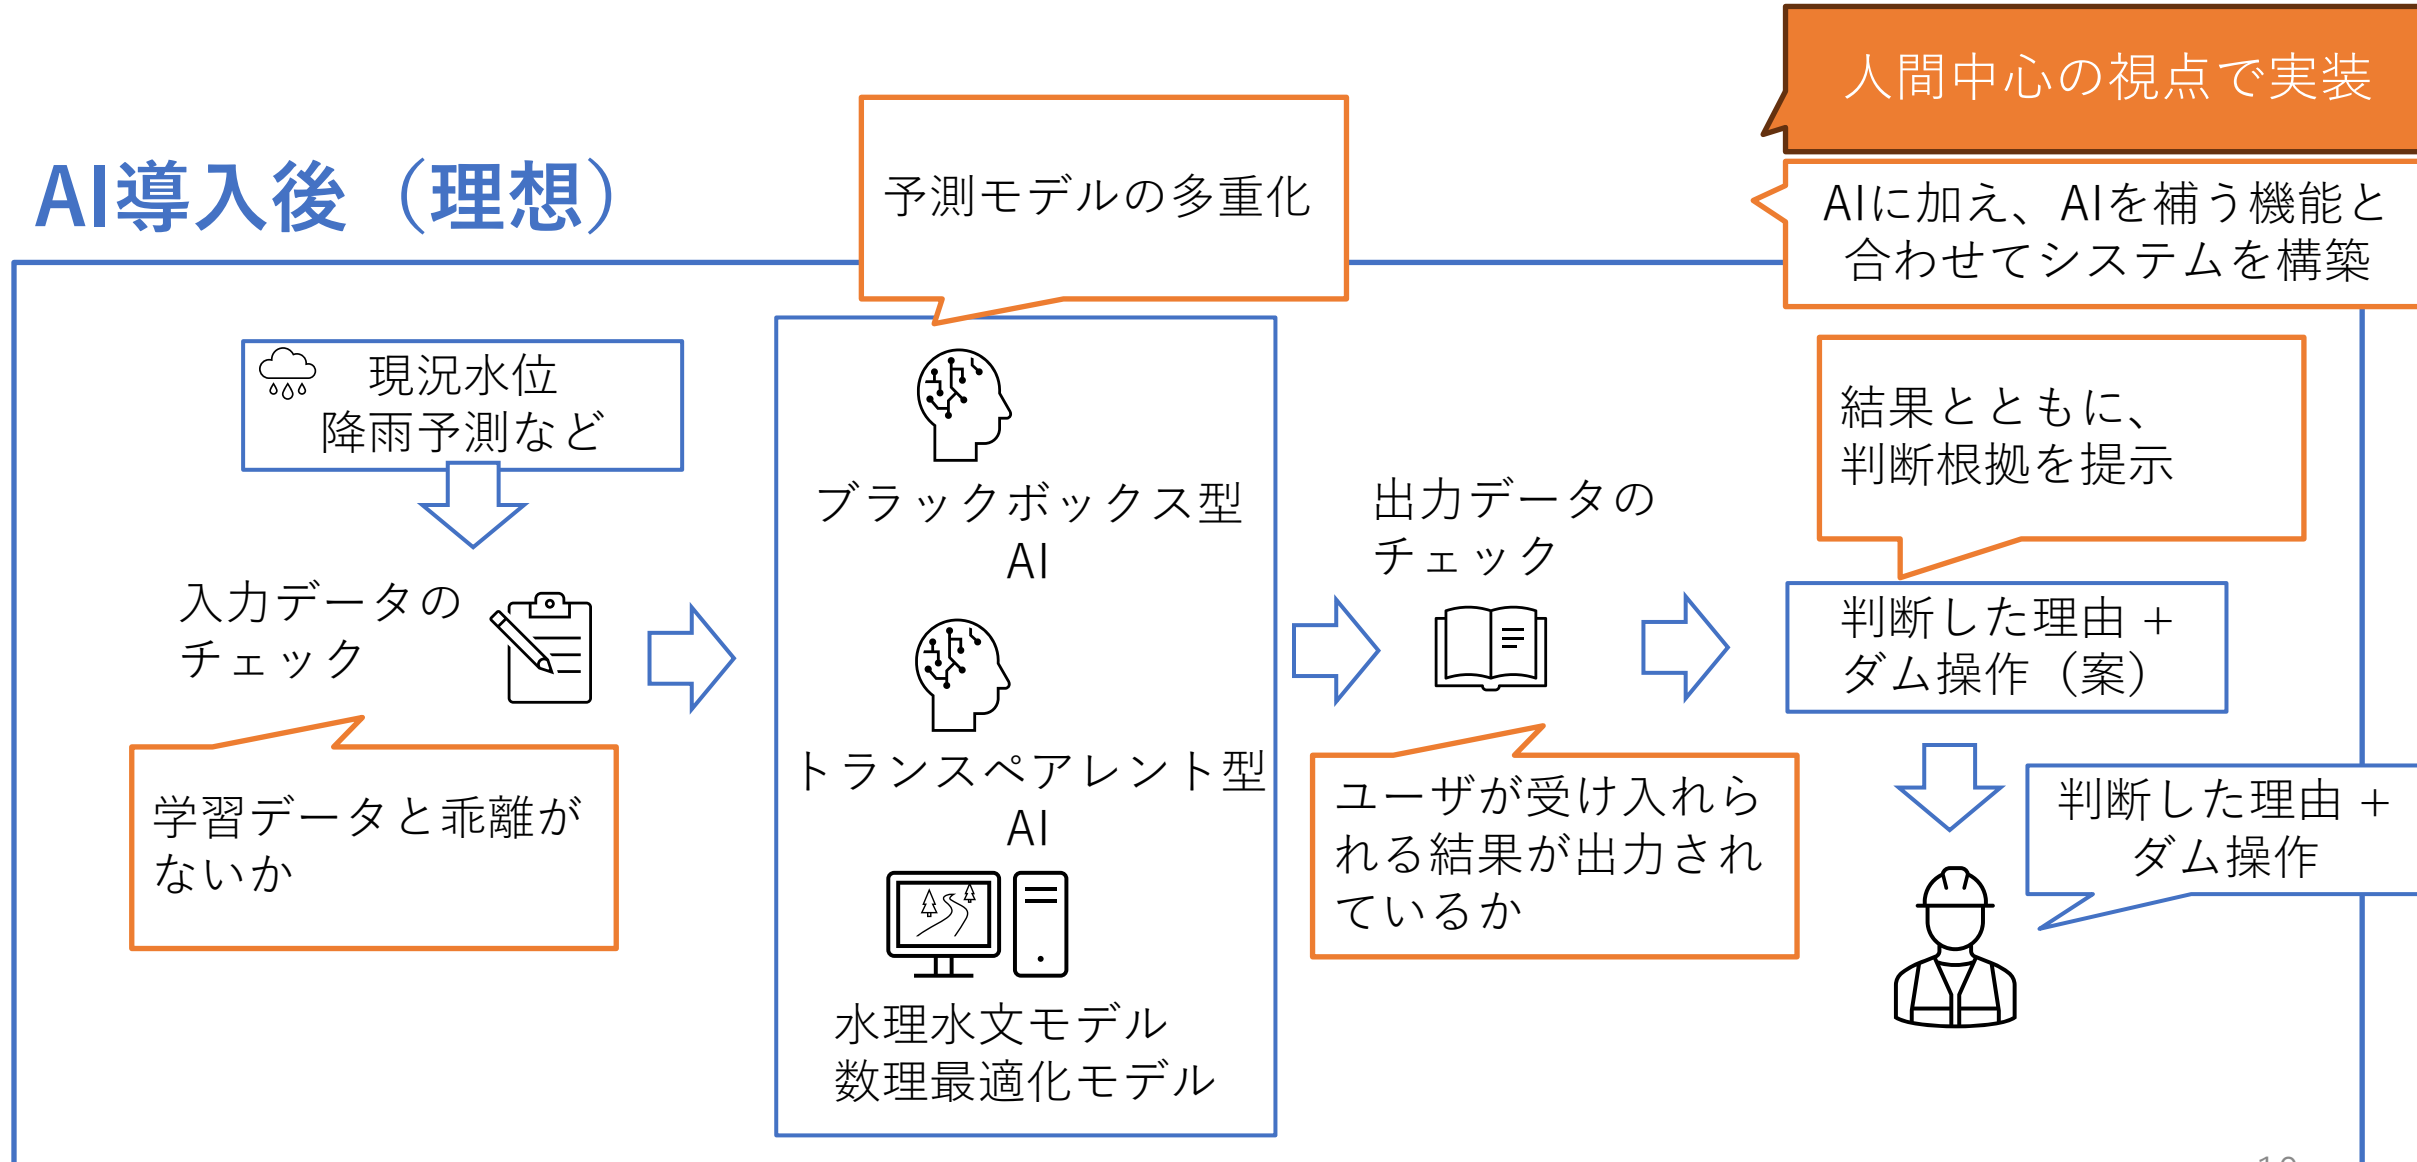 人間中心の視点で実装
AIに加え、AIを補う機能と
合わせてシステムを構築
AI導入後（理想）
予測モデルの多重化
現況水位
降雨予測など
入力データの
チェック
学習データと乖離が
ないか
ブラックボックス型
AI
トランスペアレント型
AI
水理水文モデル
数理最適化モデル
出力データの
チェック
ユーザが受け入れら
れる結果が出力され
ているか
結果とともに、
判断根拠を提示
判断した理由 +
ダム操作（案）
判断した理由 +
ダム操作